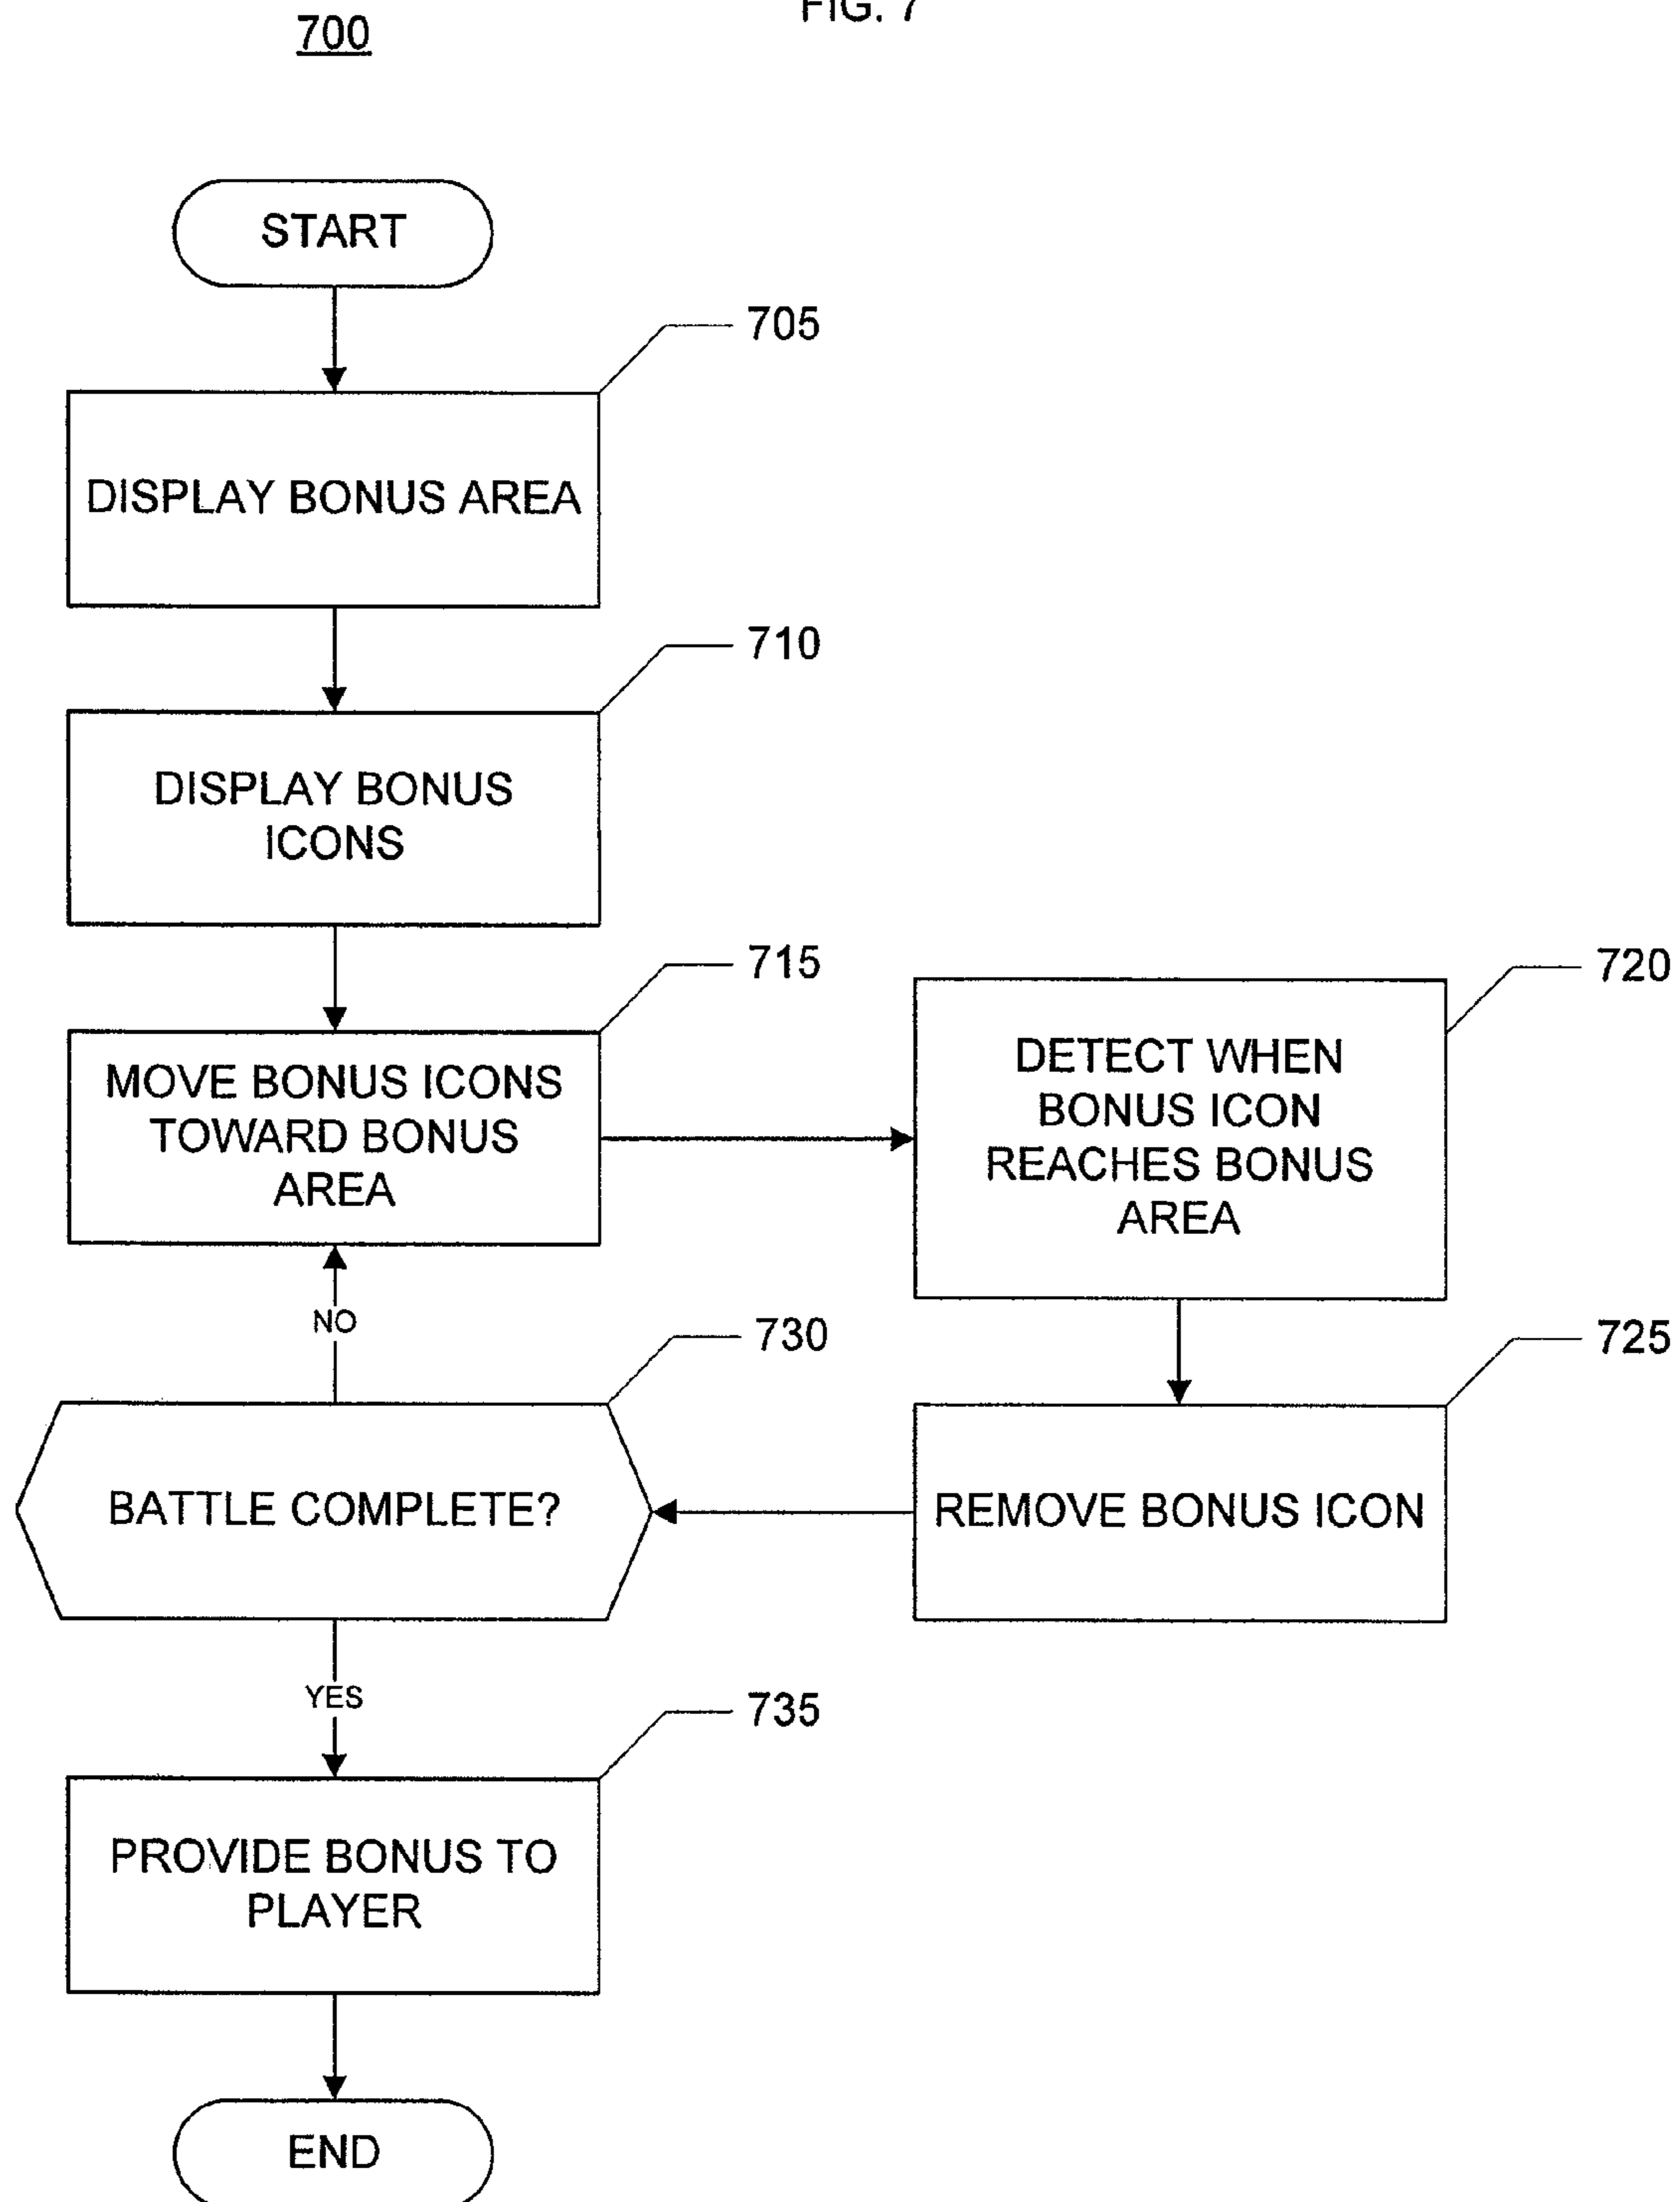 FIG. 7
700
START
705
DISPLAY BONUS AREA
710
DISPLAY BONUS
ICONS
715
MOVE BONUS ICONS
TOWARD BONUS
AREA
720
DETECT WHEN
BONUS ICON
REACHES BONUS
AREA
NO
730
BATTLE COMPLETE?
725
REMOVE BONUS ICON
YES
735
PROVIDE BONUS TO
PLAYER
END